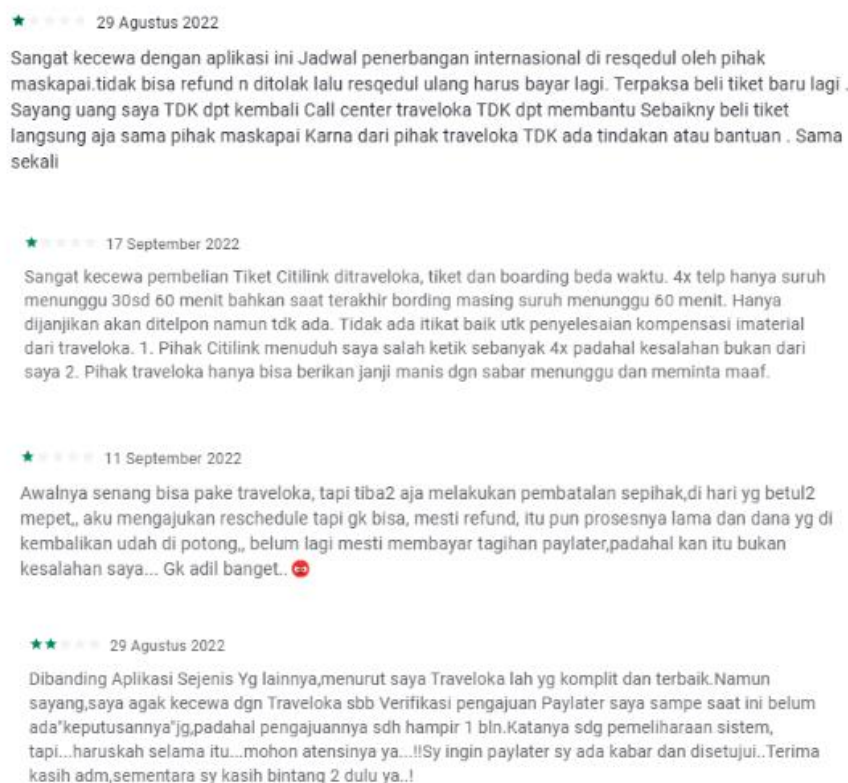 29 Agustus 2022
Sangat kecewa dengan aplikasi ini Jadwal penerbangan internasional di resqedul oleh pihak
maskapai.tidak bisa refund n ditolak lalu resqedul ulang harus bayar lagi. Terpaksa beli tiket baru lagi .
Sayang uang saya TDK dpt kembali Call center traveloka TDK dpt membantu Sebaikny beli tiket
langsung aja sama pihak maskapai Karna dari pihak traveloka TDK ada tindakan atau bantuan . Sama
sekali
17 September 2022
Sangat kecewa pembelian Tiket Citilink ditraveloka, tiket dan boarding beda waktu. 4x telp hanya suruh
menunggu 30sd 60 menit bahkan saat terakhir bording masing suruh menunggu 60 menit. Hanya
dijanjikan akan ditelpon namun tdk ada. Tidak ada itikat baik utk penyelesaian kompensasi imaterial
dari traveloka. 1. Pihak Citilink menuduh saya salah ketik sebanyak 4x padahal kesalahan bukan dari
saya 2. Pihak traveloka hanya bisa berikan janji manis dgn sabar menunggu dan meminta maaf.
11 September 2022
Awalnya senang bisa pake traveloka, tapi tiba2 aja melakukan pembatalan sepihak,di hari yg betul2
mepet,, aku mengajukan reschedule tapi gk bisa, mesti refund, itu pun prosesnya lama dan dana yg di
kembalikan udah di potong,, belum lagi mesti membayar tagihan paylater,padahal kan itu bukan
kesalahan saya... Gk adil banget..
29 Agustus 2022
Dibanding Aplikasi Sejenis Yg lainnya,menurut saya Traveloka lah yg komplit dan terbaik.Namun
sayang,saya agak kecewa dgn Traveloka sbb Verifikasi pengajuan Paylater saya sampe saat ini belum
ada"keputusannya"jg,padahal pengajuannya sdh hampir 1 bln.Katanya sdg pemeliharaan sistem,
tapi...haruskah selama itu...mohon atensinya ya...!!Sy ingin paylater sy ada kabar dan disetujui..Terima
kasih adm,sementara sy kasih bintang 2 dulu ya..!